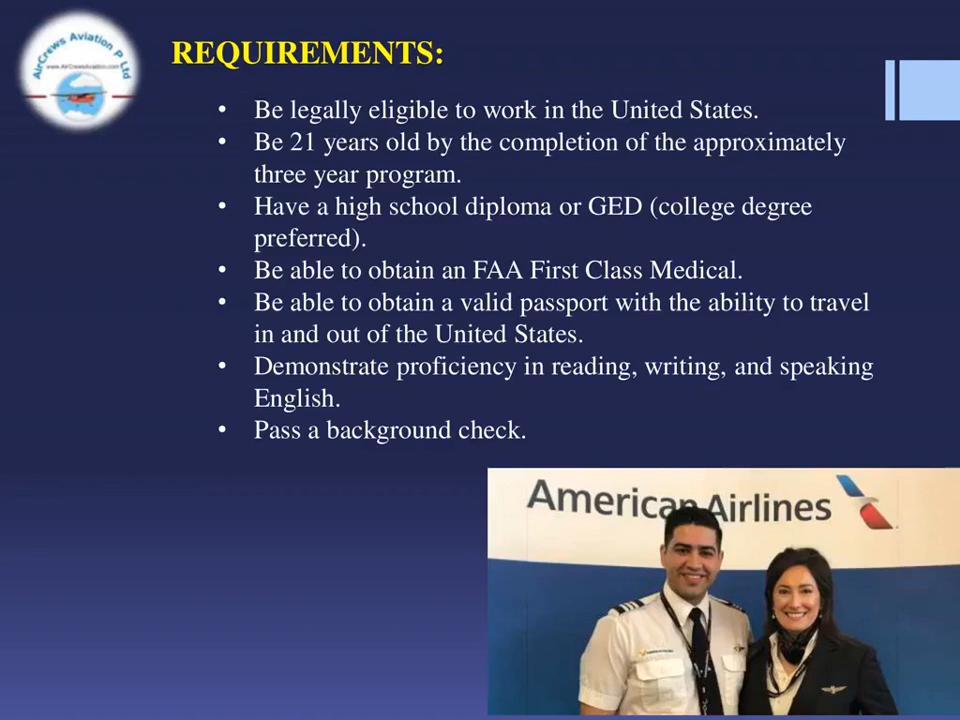 AirCrews Aviation P Ltd
www.AirCrewsAviation.com
REQUIREMENTS:
• Be legally eligible to work in the United States.
• Be 21 years old by the completion of the approximately
three year program.
• Have a high school diploma or GED (college degree
preferred).
• Be able to obtain an FAA First Class Medical.
• Be able to obtain a valid passport with the ability to travel
in and out of the United States.
• Demonstrate proficiency in reading, writing, and speaking
English.
• Pass a background check.
American Airlines